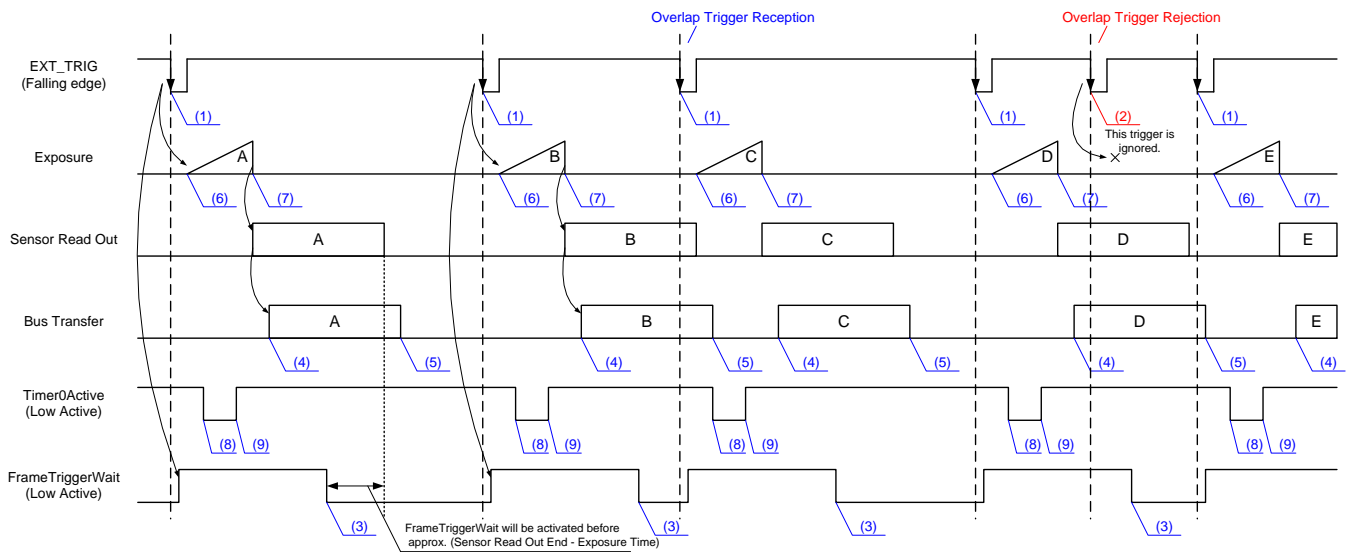 Overlap Trigger Reception
Overlap Trigger Rejection
EXT_TRIG
(Falling edge)
(1)
(1)
(1)
(1)
(2)
(1)
This trigger is
ignored.
Exposure
A
B
C
D
E
(6)
(7)
(6)
(7)
(6)
(7)
(6)
(7)
(6)
(7)
Sensor Read Out
A
B
C
D
E
Bus Transfer
A
B
C
D
E
(4)
(5)
(4)
(5)
(4)
(5)
(4)
(5)
(4)
Timer0Active
(Low Active)
(8)
(9)
(8)
(9)
(8)
(9)
(8)
(9)
(8)
(9)
FrameTriggerWait
(Low Active)
(3)
(3)
(3)
(3)
FrameTriggerWait will be activated before
approx. (Sensor Read Out End - Exposure Time)